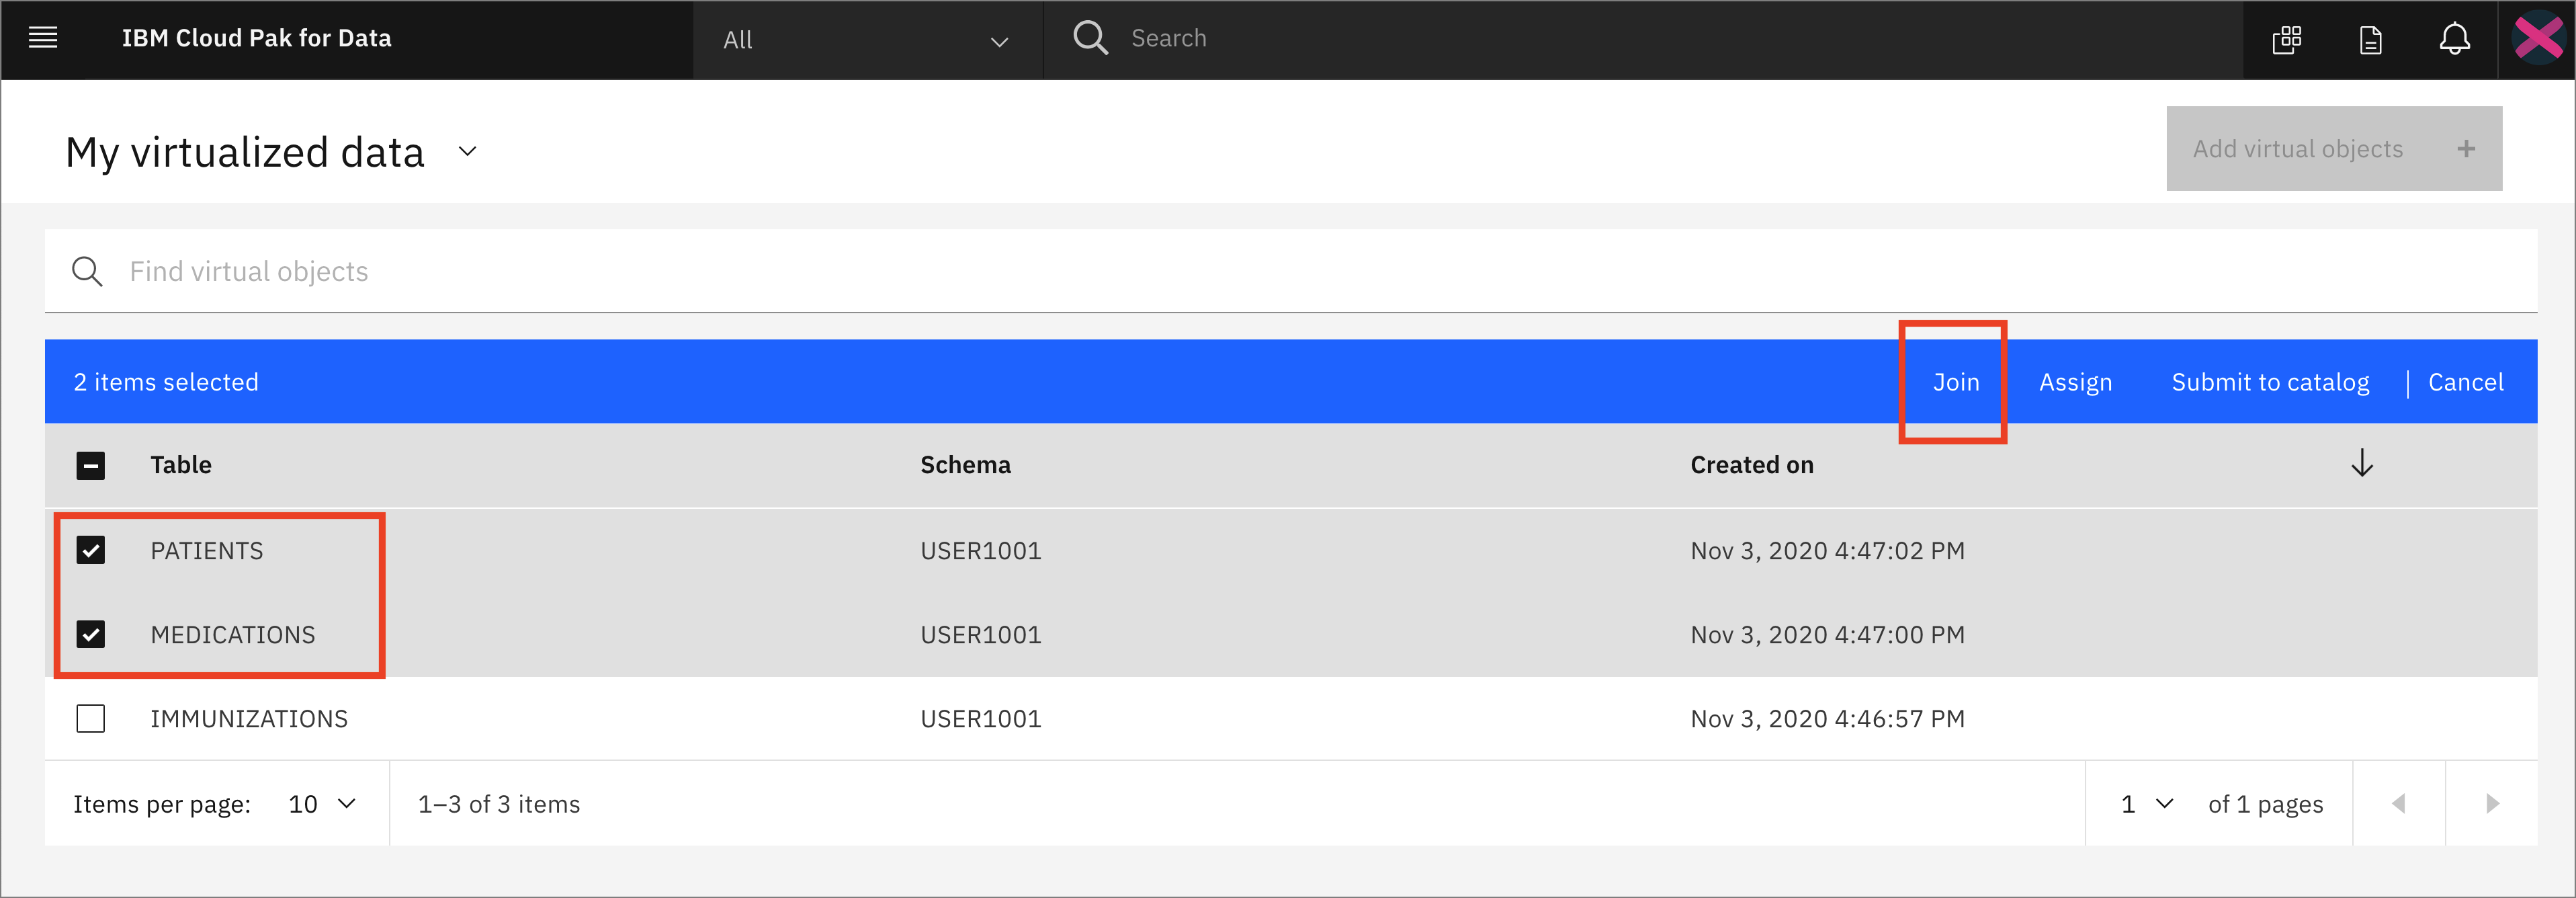 IBM Cloud Pak for Data All Search
My virtualized data Add virtual objects +
Find virtual objects
2 items selected Join Assign Submit to catalog | Cancel
Table Schema Created on
PATIENTS USER1001 Nov 3, 2020 4:47:02 PM
MEDICATIONS USER1001 Nov 3, 2020 4:47:00 PM
IMMUNIZATIONS USER1001 Nov 3, 2020 4:46:57 PM
Items per page: 10 1–3 of 3 items 1 of 1 pages